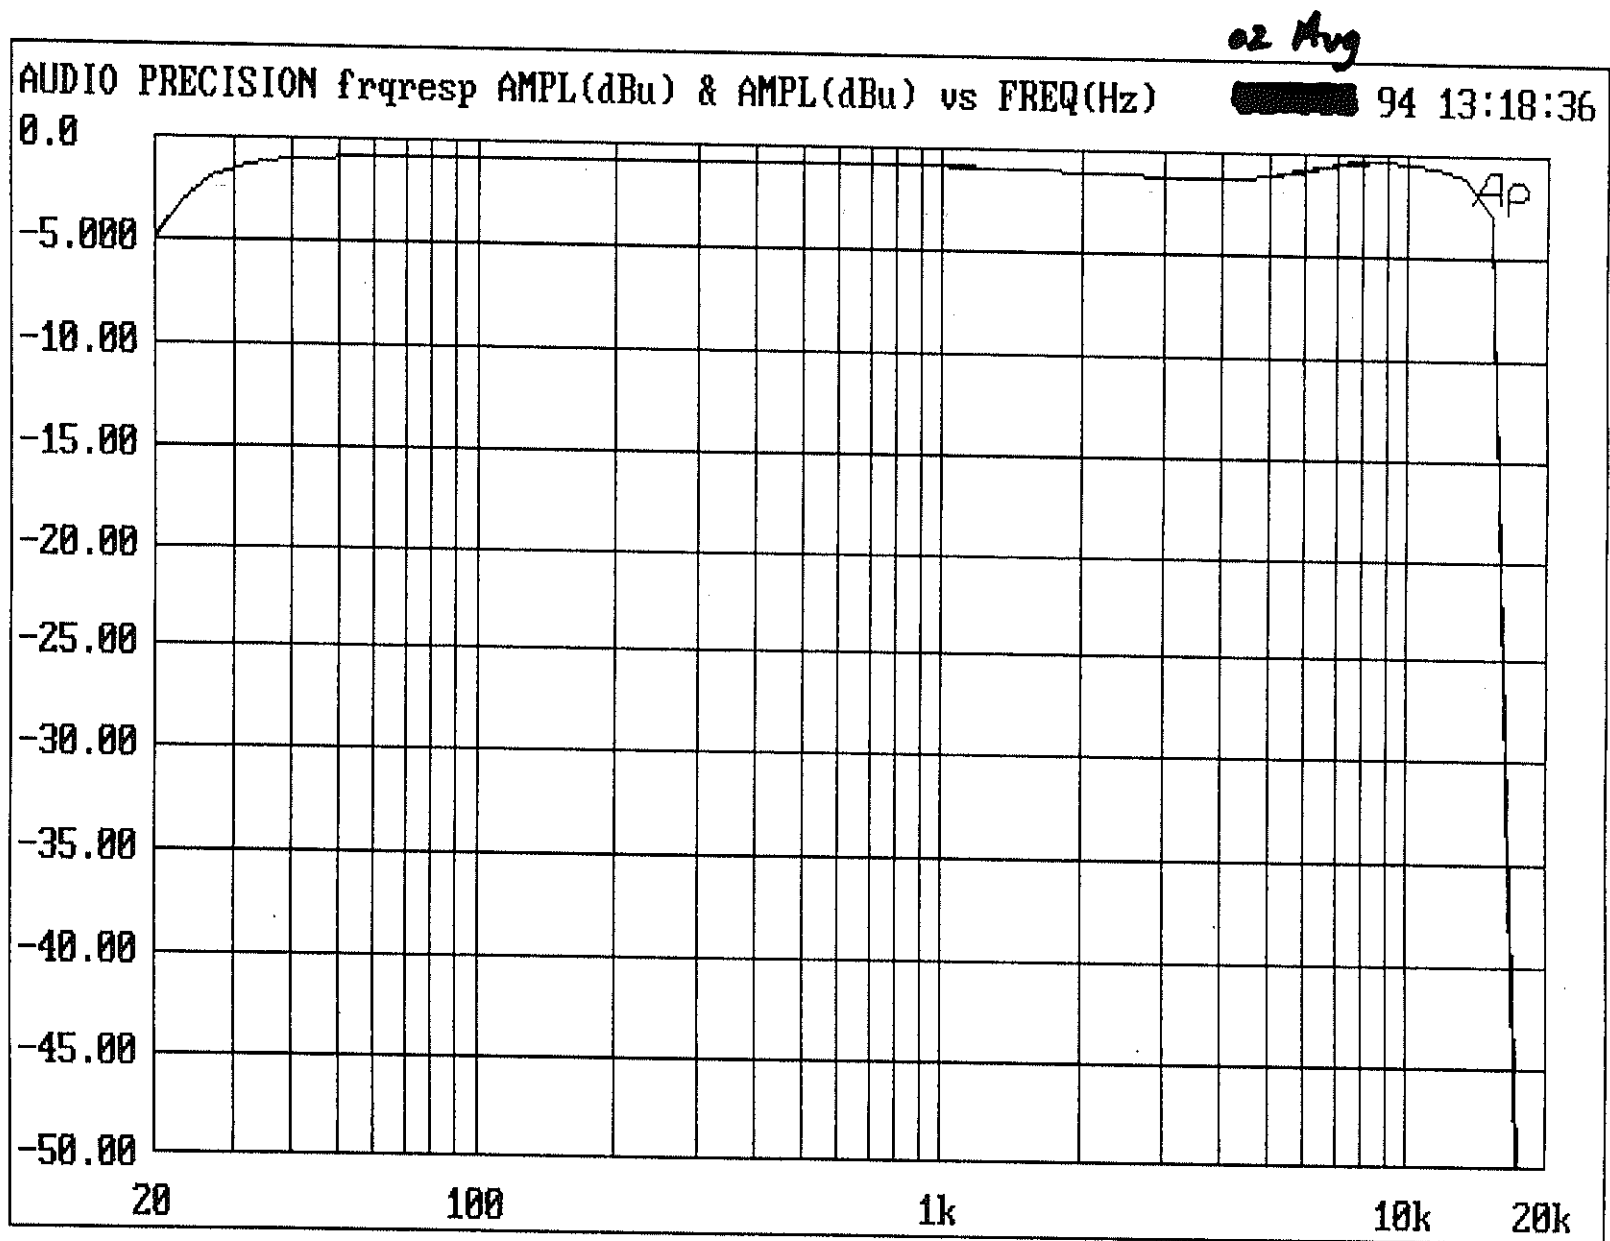 02 Aug
AUDIO PRECISION frqresp AMPL(dBu) & AMPL(dBu) vs FREQ(Hz) 94 13:18:36
0.0
Ap
-5.000
-10.00
-15.00
-20.00
-25.00
-30.00
-35.00
-40.00
-45.00
-50.00
20 100 1k 10k 20k